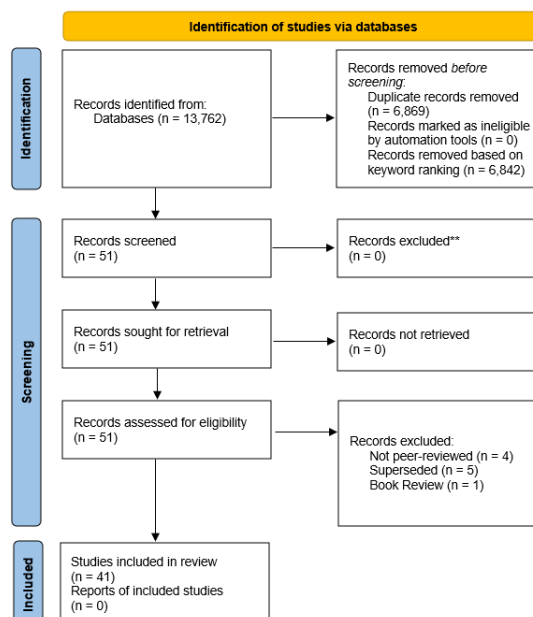 Identification of studies via databases
Identification
Records identified from:
Databases (n = 13,762)
Records removed before
screening:
Duplicate records removed
(n = 6,869)
Records marked as ineligible
by automation tools (n = 0)
Records removed based on
keyword ranking (n = 6,842)
Screening
Records screened
(n = 51)
Records excluded**
(n = 0)
Records sought for retrieval
(n = 51)
Records not retrieved
(n = 0)
Records assessed for eligibility
(n = 51)
Records excluded:
Not peer-reviewed (n = 4)
Superseded (n = 5)
Book Review (n = 1)
Included
Studies included in review
(n = 41)
Reports of included studies
(n = 0)